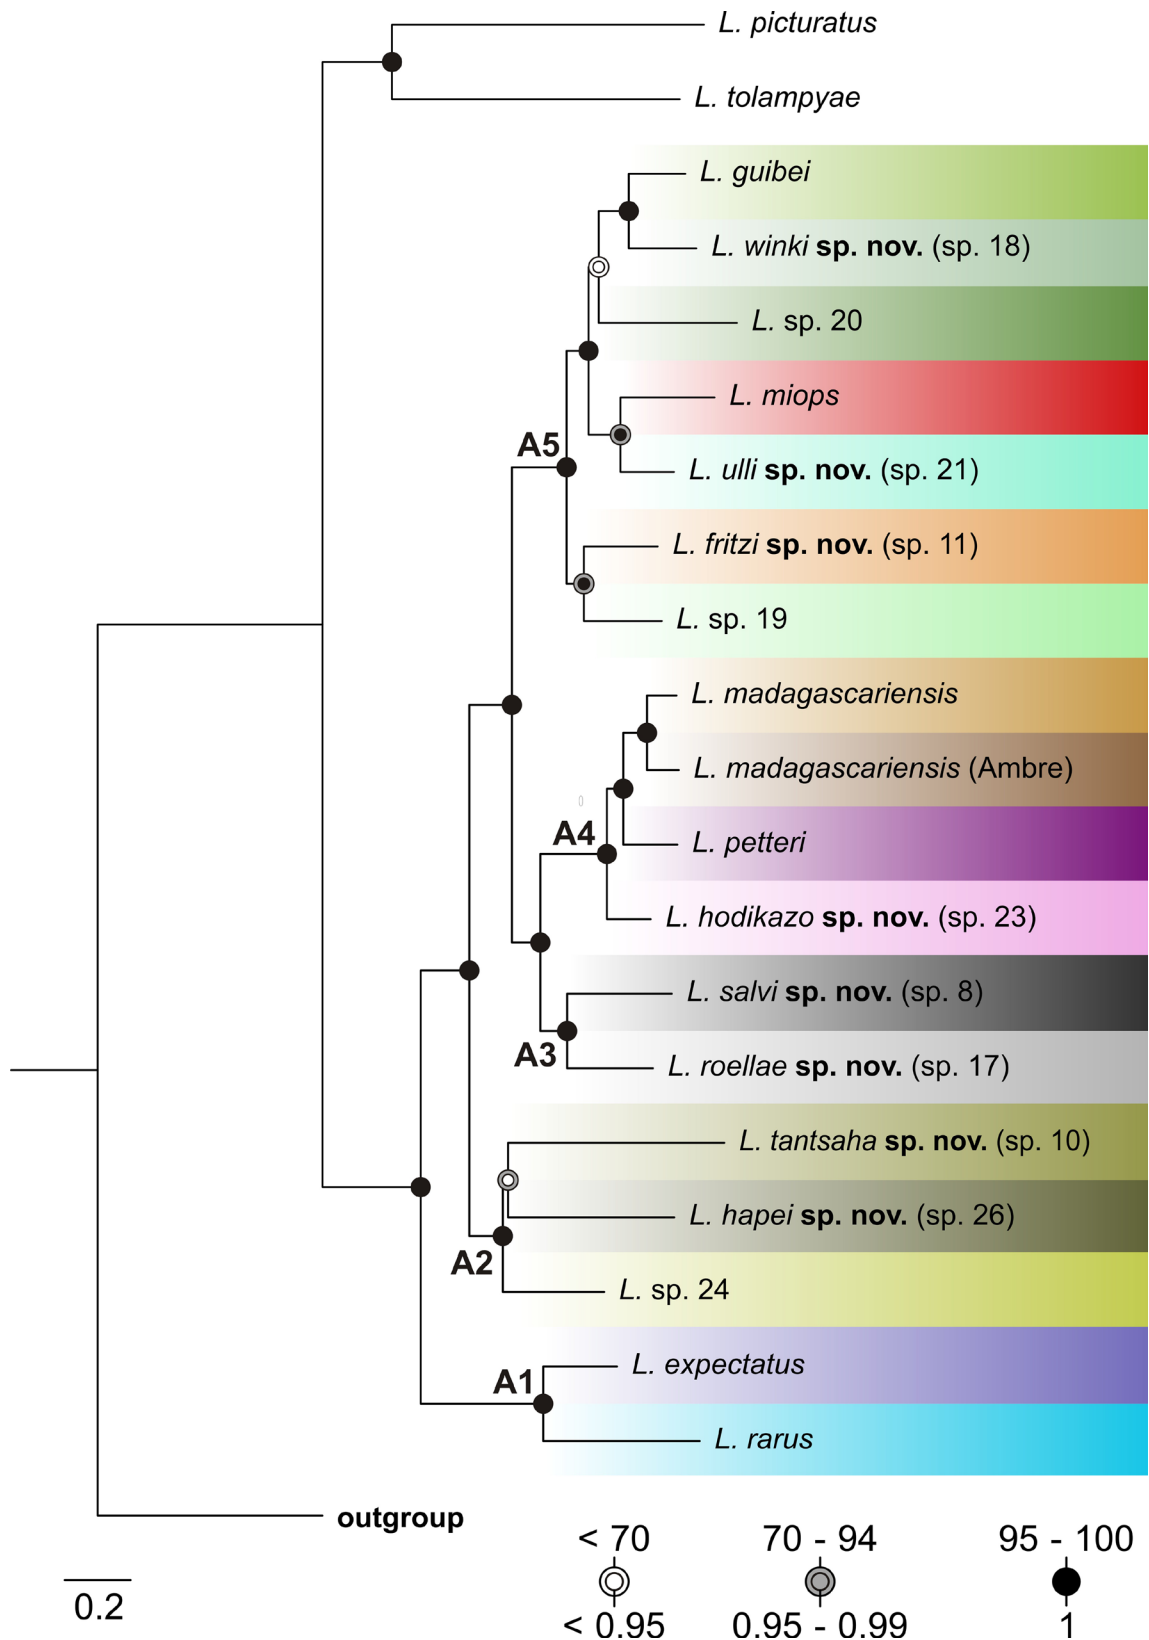 L. picturatus
L. tolampyae
L. guibei
L. winki sp. nov. (sp. 18)
L. sp. 20
L. miops
A5
L. ulli sp. nov. (sp. 21)
L. fritzi sp. nov. (sp. 11)
L. sp. 19
L. madagascariensis
L. madagascariensis (Ambre)
A4
L. petteri
L. hodikazo sp. nov. (sp. 23)
L. salvi sp. nov. (sp. 8)
A3
L. roellae sp. nov. (sp. 17)
L. tantsaha sp. nov. (sp. 10)
L. hapei sp. nov. (sp. 26)
A2
L. sp. 24
L. expectatus
A1
L. rarus
outgroup
0.2
< 70 70 - 94 95 - 100
< 0.95 0.95 - 0.99 1